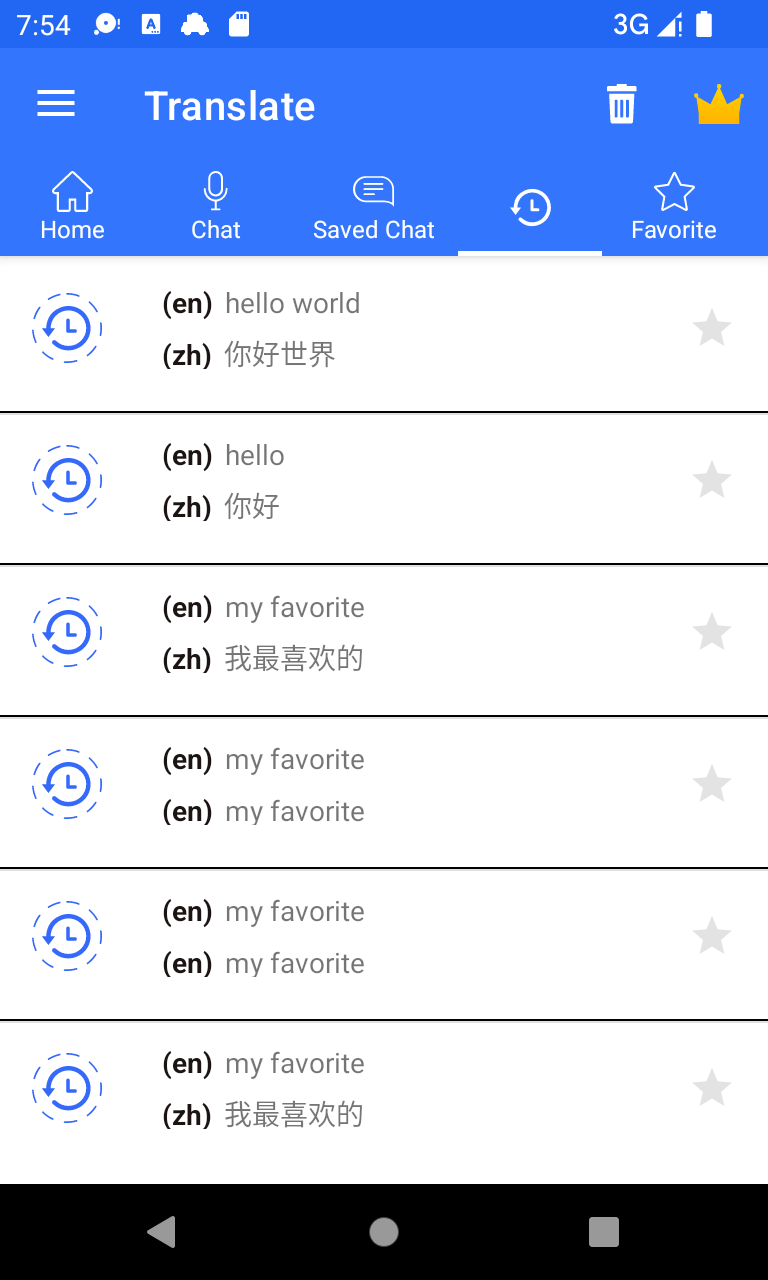 7:54 3G
Translate
Home Chat Saved Chat Favorite
(en) hello world
(zh) 你好世界
(en) hello
(zh) 你好
(en) my favorite
(zh) 我最喜欢的
(en) my favorite
(en) my favorite
(en) my favorite
(en) my favorite
(en) my favorite
(zh) 我最喜欢的